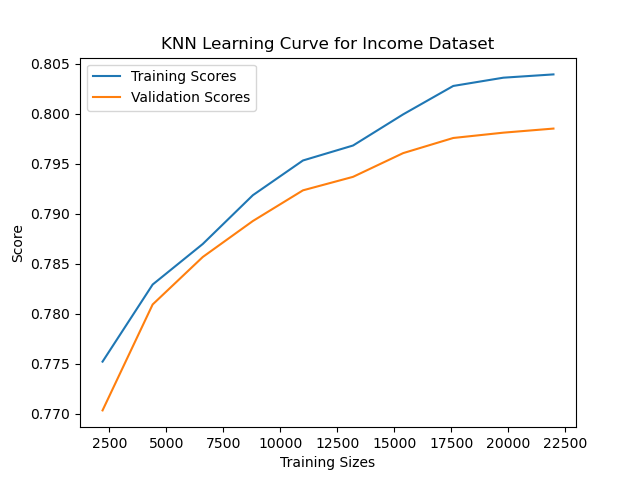 KNN Learning Curve for Income Dataset
Training Scores
Validation Scores
0.805
0.800
0.795
0.790
0.785
0.780
0.775
0.770
Score
2500 5000 7500 10000 12500 15000 17500 20000 22500
Training Sizes